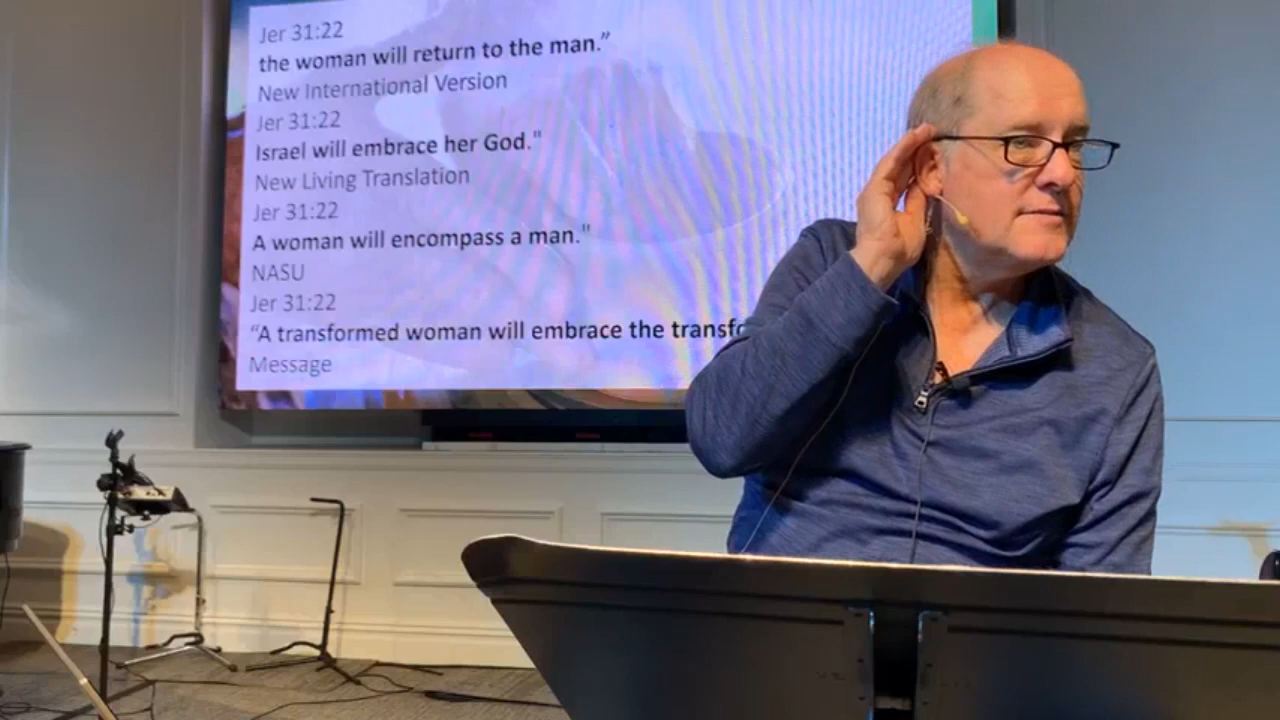 Jer 31:22
the woman will return to the man.”
New International Version
Jer 31:22
Israel will embrace her God."
New Living Translation
Jer 31:22
A woman will encompass a man."
NASU
Jer 31:22
“A transformed woman will embrace the
Message